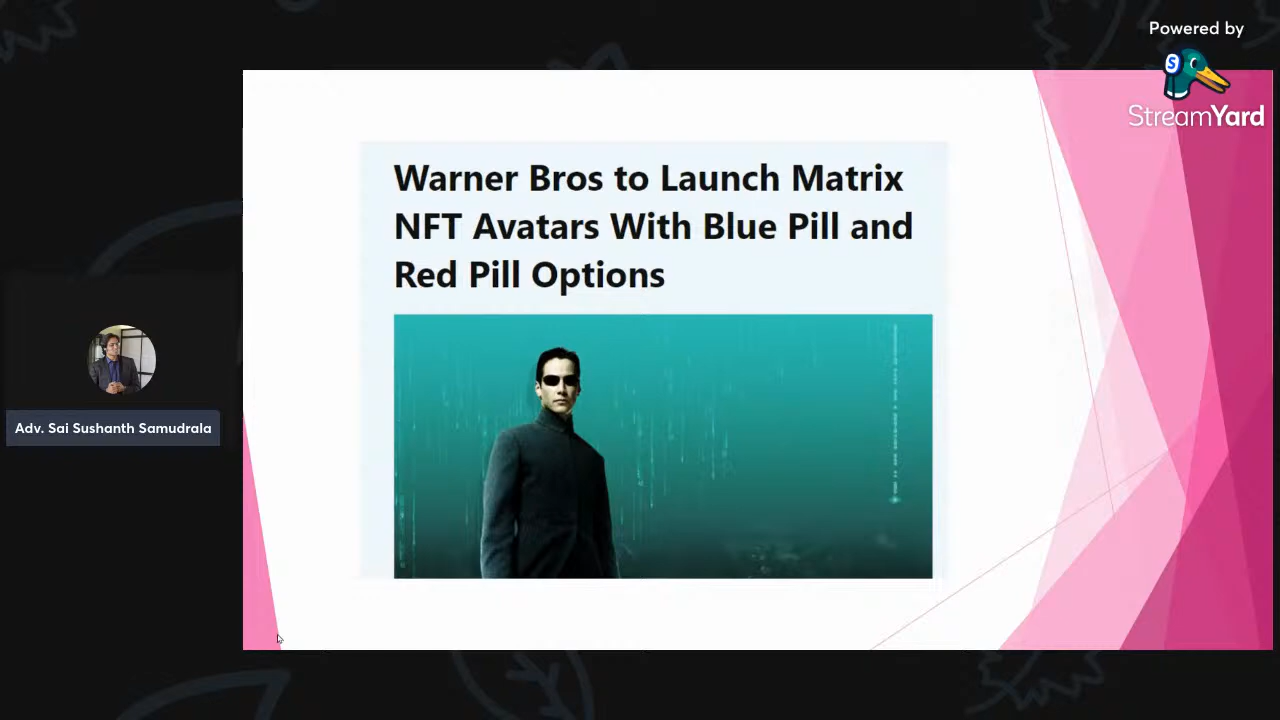 Powered by
S
StreamYard
Warner Bros to Launch Matrix
NFT Avatars With Blue Pill and
Red Pill Options
Adv. Sai Sushanth Samudrala